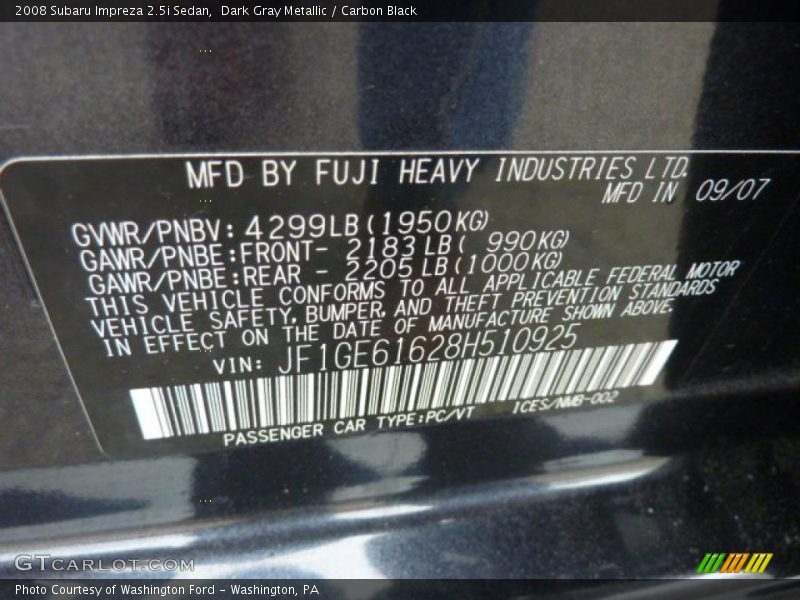 2008 Subaru Impreza 2.5i Sedan,  Dark Gray Metallic / Carbon Black
MFD BY FUJI HEAVY INDUSTRIES LTD.
MFD IN 09/07
GVWR/PNBV: 4299LB(1950KG)
GAWR/PNBE:FRONT- 2183LB( 990KG)
GAWR/PNBE:REAR - 2205LB(1000KG)
THIS VEHICLE CONFORMS TO ALL APPLICABLE FEDERAL MOTOR
VEHICLE SAFETY, BUMPER, AND THEFT PREVENTION STANDARDS
IN EFFECT ON THE DATE OF MANUFACTURE SHOWN ABOVE.
VIN: JF1GE61628H510925
PASSENGER CAR TYPE:PC/VT ICES/NMB-002
GTCARLOT.COM
Photo Courtesy of Washington Ford - Washington, PA